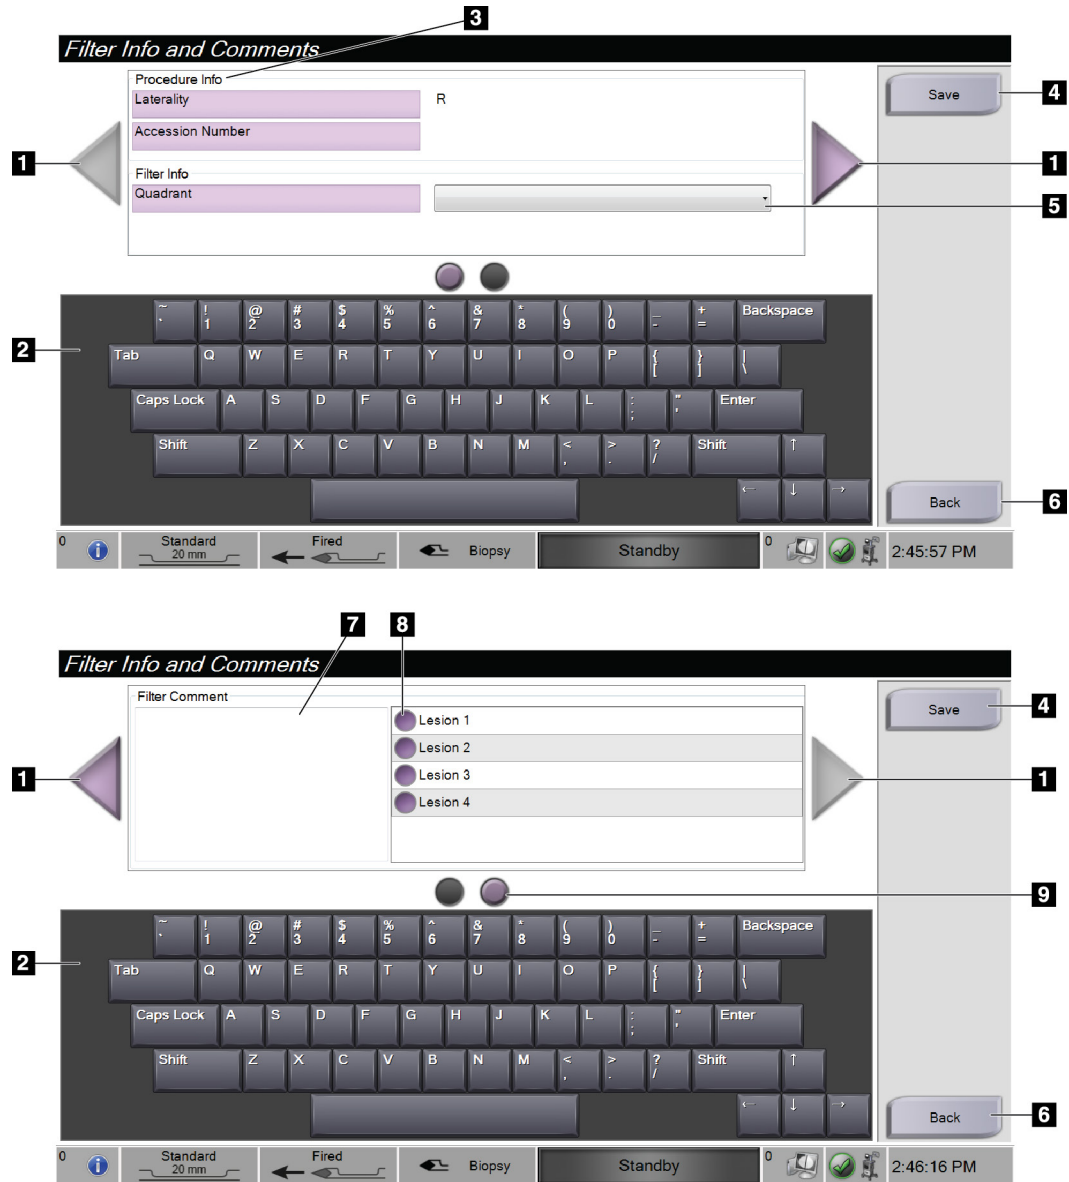 3
Filter Info and Comments
Procedure Info
Laterality R
Accession Number
Save 4
1 1
Filter Info
Quadrant
5
~ ! @ # $ % ^ & * ( ) _ + Backspace
` 1 2 3 4 5 6 7 8 9 0 - =
2
Tab Q W E R T Y U I O P { } |
[ ] \
Caps Lock A S D F G H J K L : " Enter
; '
Shift Z X C V B N M < > ? Shift ↑
, . /
← ↓ →
Back 6
0 Standard Fired Biopsy Standby 0 2:45:57 PM
20 mm
7 8
Filter Info and Comments
Filter Comment
Lesion 1
Lesion 2
Lesion 3
Lesion 4
Save 4
1 1
9
~ ! @ # $ % ^ & * ( ) _ + Backspace
` 1 2 3 4 5 6 7 8 9 0 - =
2
Tab Q W E R T Y U I O P { } |
[ ] \
Caps Lock A S D F G H J K L : " Enter
; '
Shift Z X C V B N M < > ? Shift ↑
, . /
← ↓ →
Back 6
0 Standard Fired Biopsy Standby 0 2:46:16 PM
20 mm